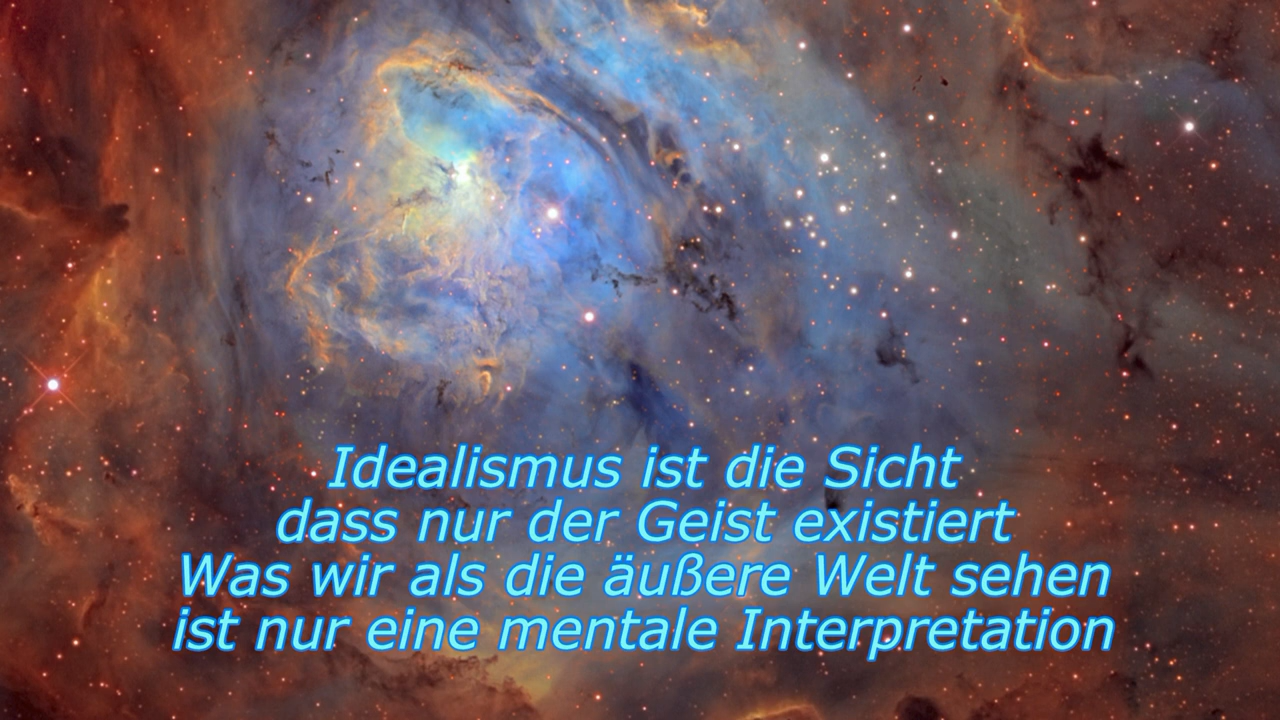 Idealismus ist die Sicht
dass nur der Geist existiert
Was wir als die äußere Welt sehen
ist nur eine mentale Interpretation